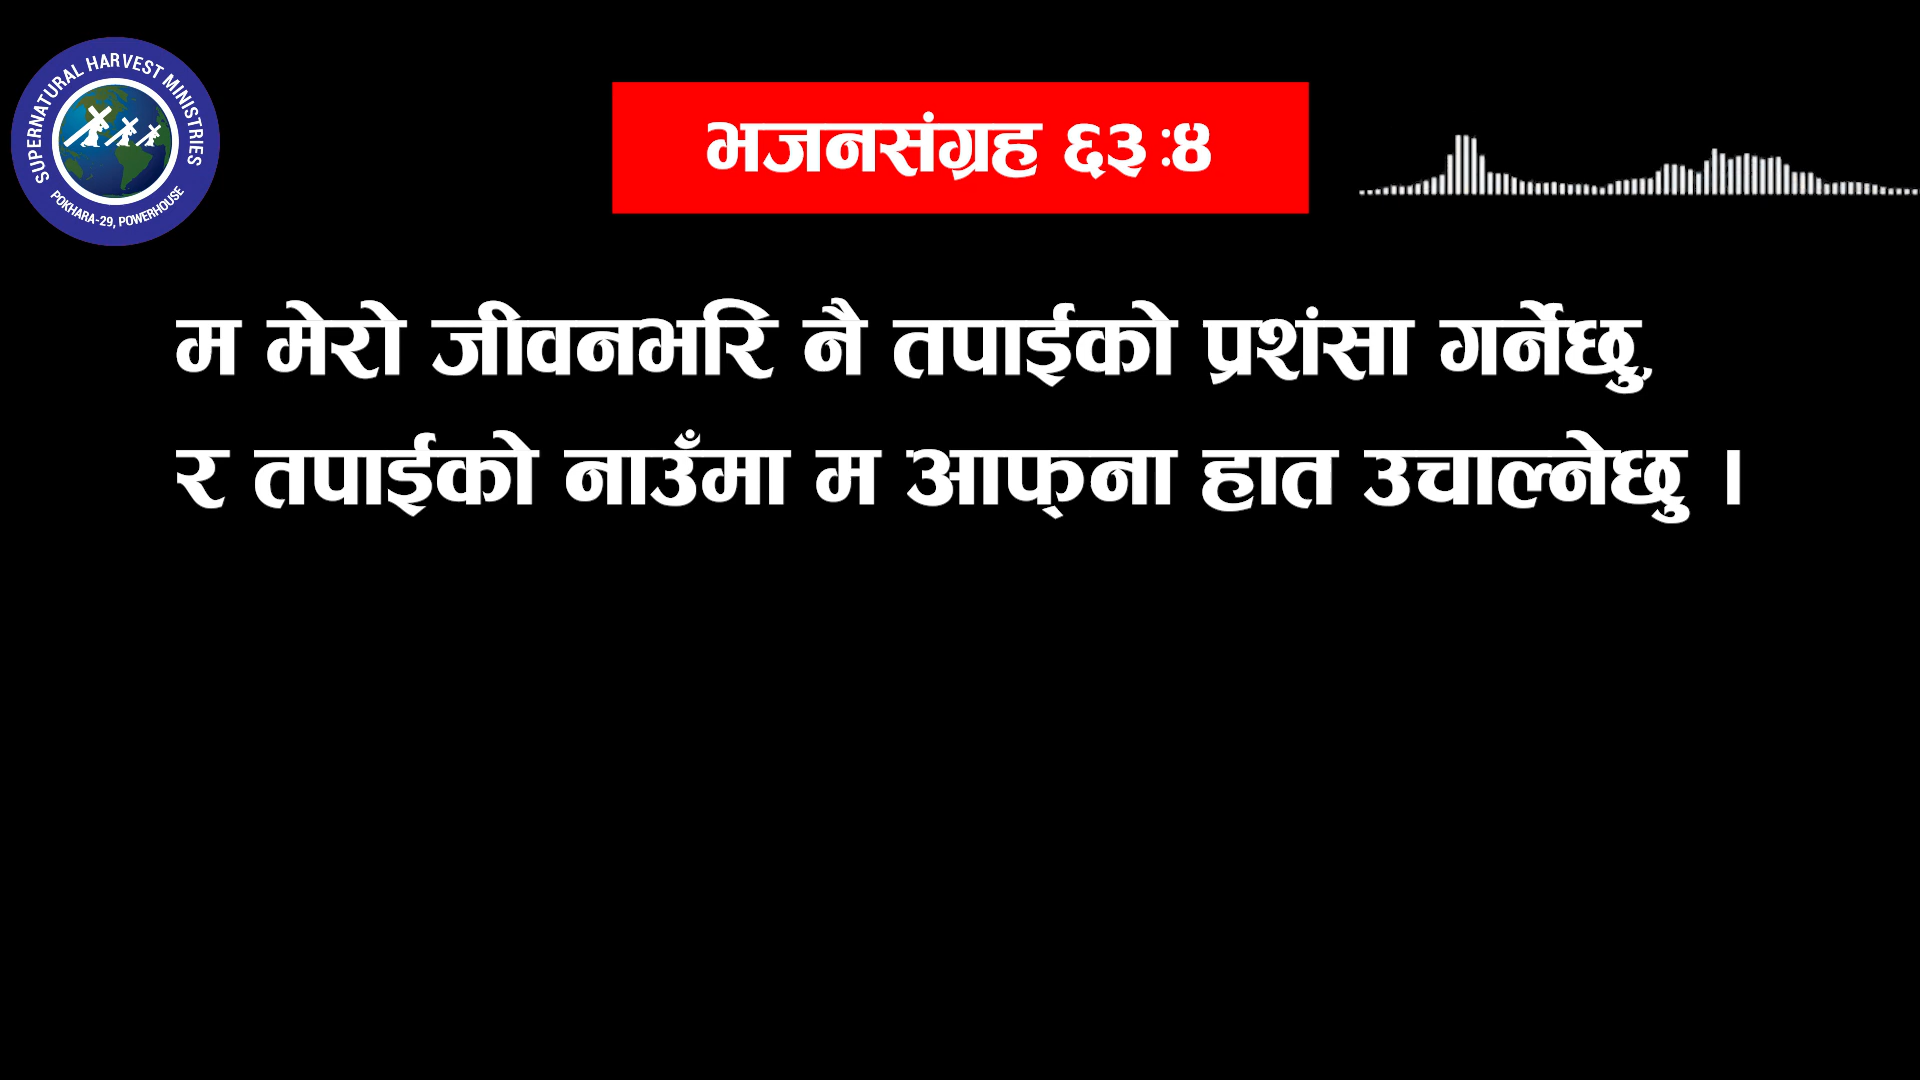 SUPERNATURAL HARVEST MINISTRIES
POKHARA-29, POWERHOUSE
भजनसंग्रह ६३ :४
म मेरो जीवनभरि नै तपाईको प्रशंसा गर्नेछु,
र तपाईको नाउँमा म आफ्‌ना हात उचाल्नेछु ।